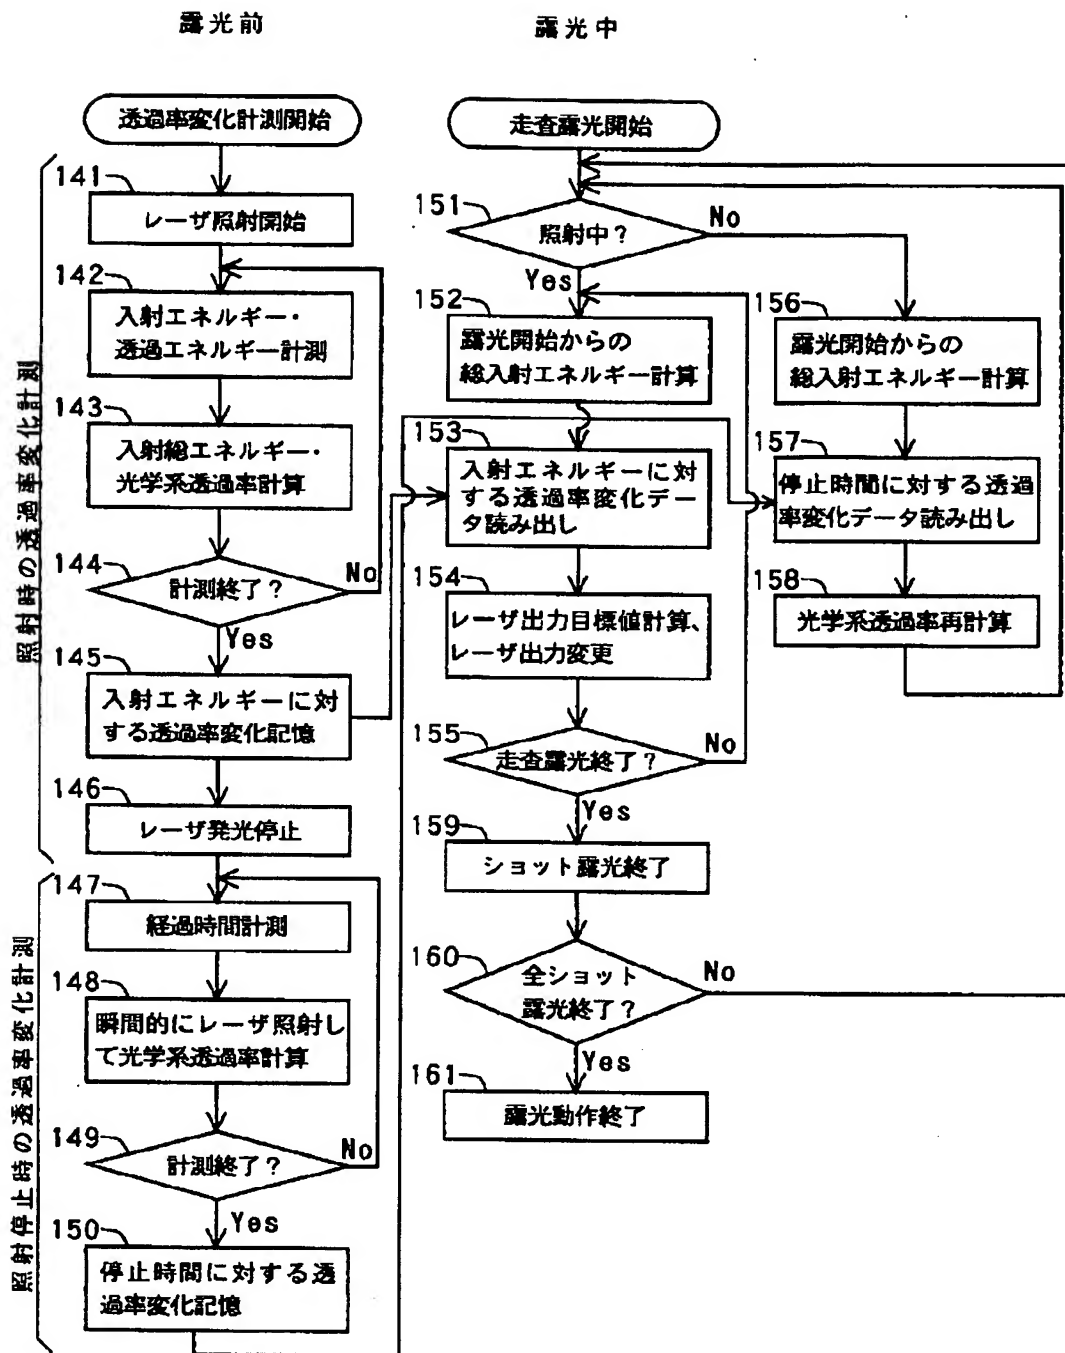 露光前
透過率変化計測開始
照射時の透過率変化計測
141
レーザ照射開始
142
入射エネルギー・
透過エネルギー計測
143
入射総エネルギー・
光学系透過率計算
144
計測終了?
No
Yes
145
入射エネルギーに対
する透過率変化記憶
146
レーザ発光停止
照射停止時の透過率変化計測
147
経過時間計測
148
瞬間的にレーザ照射し
て光学系透過率計算
149
計測終了?
No
Yes
150
停止時間に対する透
過率変化記憶
露光中
走査露光開始
151
照射中?
No
Yes
152
露光開始からの
総入射エネルギー計算
153
入射エネルギーに対
する透過率変化デー
タ読み出し
154
レーザ出力目標値計算、
レーザ出力変更
155
走査露光終了?
No
Yes
156
露光開始からの
総入射エネルギー計算
157
停止時間に対する透過
率変化データ読み出し
158
光学系透過率再計算
159
ショット露光終了
160
全ショット
露光終了?
No
Yes
161
露光動作終了